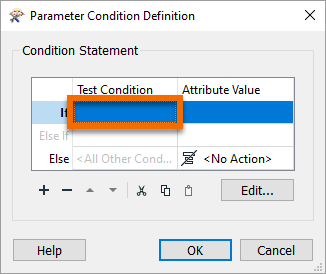 Parameter Condition Definition
Condition Statement
Test Condition Attribute Value
If
Else If
Else <All Other Cond... <No Action>
Edit...
Help OK Cancel